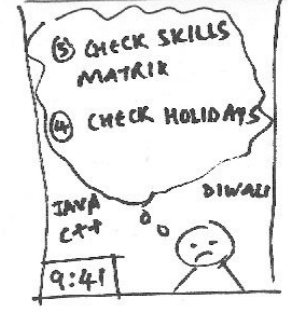 ③ CHECK SKILLS
MATRIX
④ CHECK HOLIDAYS
JAVA
C++
DIWALI
9:41